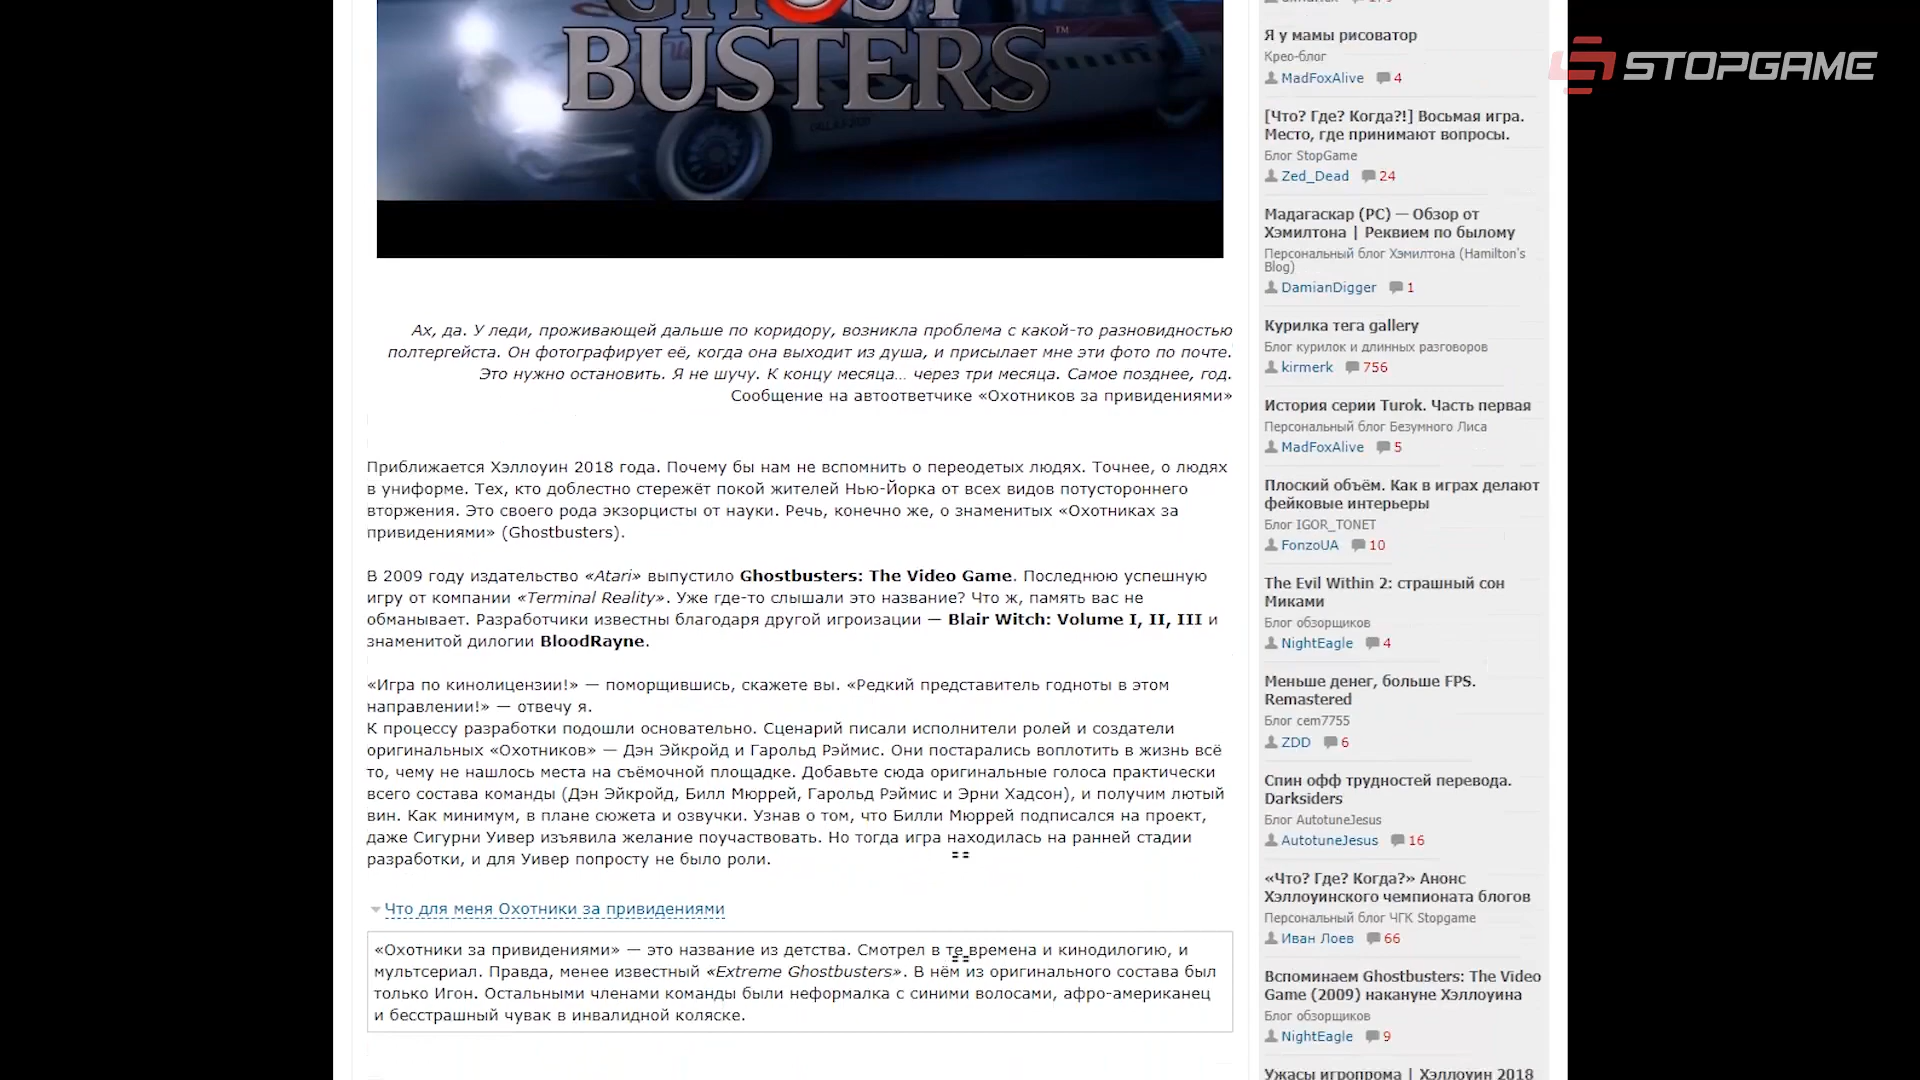 BUSTERS
™
STOPGAME
Ах, да. У леди, проживающей дальше по коридору, возникла проблема с какой-то разновидностью
полтергейста. Он фотографирует её, когда она выходит из душа, и присылает мне эти фото по почте.
Это нужно остановить. Я не шучу. К концу месяца... через три месяца. Самое позднее, год.
Сообщение на автоответчике «Охотников за привидениями»
Приближается Хэллоуин 2018 года. Почему бы нам не вспомнить о переодетых людях. Точнее, о людях
в униформе. Тех, кто доблестно стережёт покой жителей Нью-Йорка от всех видов потустороннего
вторжения. Это своего рода экзорцисты от науки. Речь, конечно же, о знаменитых «Охотниках за
привидениями» (Ghostbusters).
В 2009 году издательство «Atari» выпустило Ghostbusters: The Video Game. Последнюю успешную
игру от компании «Terminal Reality». Уже где-то слышали это название? Что ж, память вас не
обманывает. Разработчики известны благодаря другой игроизации — Blair Witch: Volume I, II, III и
знаменитой дилогии BloodRayne.
«Игра по кинолицензии!» — поморщившись, скажете вы. «Редкий представитель годноты в этом
направлении!» — отвечу я.
К процессу разработки подошли основательно. Сценарий писали исполнители ролей и создатели
оригинальных «Охотников» — Дэн Эйкройд и Гарольд Рэймис. Они постарались воплотить в жизнь всё
то, чему не нашлось места на съёмочной площадке. Добавьте сюда оригинальные голоса практически
всего состава команды (Дэн Эйкройд, Билл Мюррей, Гарольд Рэймис и Эрни Хадсон), и получим лютый
вин. Как минимум, в плане сюжета и озвучки. Узнав о том, что Билли Мюррей подписался на проект,
даже Сигурни Уивер изъявила желание поучаствовать. Но тогда игра находилась на ранней стадии
разработки, и для Уивер попросту не было роли.
Что для меня Охотники за привидениями
«Охотники за привидениями» — это название из детства. Смотрел в те времена и кинодилогию, и
мультсериал. Правда, менее известный «Extreme Ghostbusters». В нём из оригинального состава был
только Игон. Остальными членами команды были неформалка с синими волосами, афро-американец
и бесстрашный чувак в инвалидной коляске.
Я у мамы рисоватор
Крео-блог
MadFoxAlive 4
[Что? Где? Когда?!] Восьмая игра.
Место, где принимают вопросы.
Блог StopGame
Zed_Dead 24
Мадагаскар (PC) — Обзор от
Хэмилтона | Реквием по былому
Персональный блог Хэмилтона (Hamilton's
Blog)
DamianDigger 1
Курилка тега gallery
Блог курилок и длинных разговоров
kirmerk 756
История серии Turok. Часть первая
Персональный блог Безумного Лиса
MadFoxAlive 5
Плоский объём. Как в играх делают
фейковые интерьеры
Блог IGOR_TONET
FonzoUA 10
The Evil Within 2: страшный сон
Миками
Блог обзорщиков
NightEagle 4
Меньше денег, больше FPS.
Remastered
Блог cem7755
ZDD 6
Спин офф трудностей перевода.
Darksiders
Блог AutotuneJesus
AutotuneJesus 16
«Что? Где? Когда?» Анонс
Хэллоуинского чемпионата блогов
Персональный блог ЧГК Stopgame
Иван Лоев 66
Вспоминаем Ghostbusters: The Video
Game (2009) накануне Хэллоуина
Блог обзорщиков
NightEagle 9
Ужасы игропрома | Хэллоуин 2018